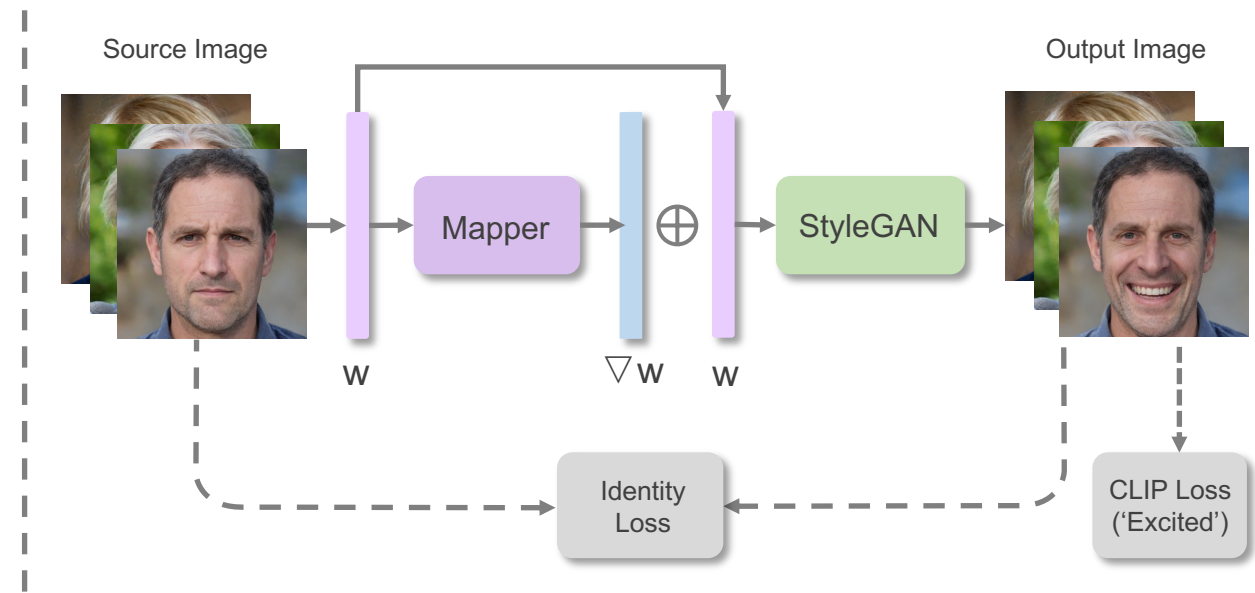 Source Image
Output Image
Mapper
StyleGAN
w
▽w
w
Identity
Loss
CLIP Loss
(‘Excited’)